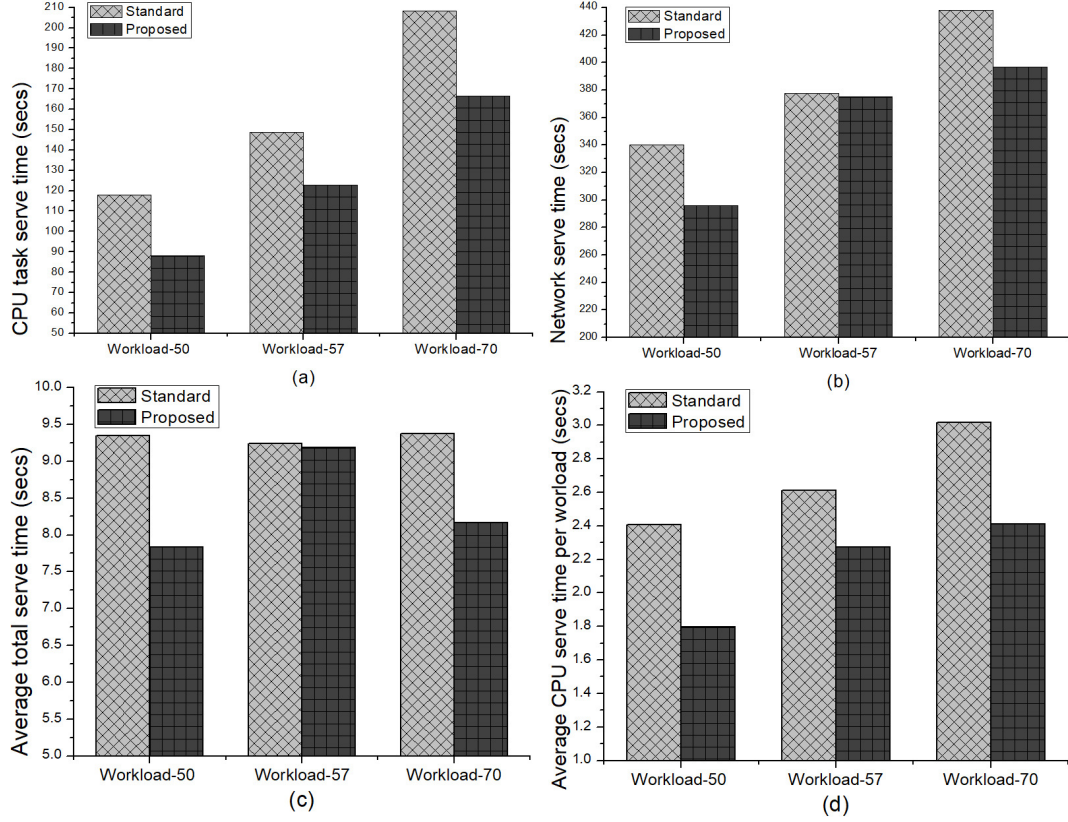 CPU task serve time (secs)
210
200
190
180
170
160
150
140
130
120
110
100
90
80
70
60
50
Standard
Proposed
Workload-50
Workload-57
Workload-70
(a)
Network serve time (secs)
440
420
400
380
360
340
320
300
280
260
240
220
200
Standard
Proposed
Workload-50
Workload-57
Workload-70
(b)
Average total serve time (secs)
10.0
9.5
9.0
8.5
8.0
7.5
7.0
6.5
6.0
5.5
5.0
Standard
Proposed
Workload-50
Workload-57
Workload-70
(c)
Average CPU serve time per worload (secs)
3.2
3.0
2.8
2.6
2.4
2.2
2.0
1.8
1.6
1.4
1.2
1.0
Standard
Proposed
Workload-50
Workload-57
Workload-70
(d)